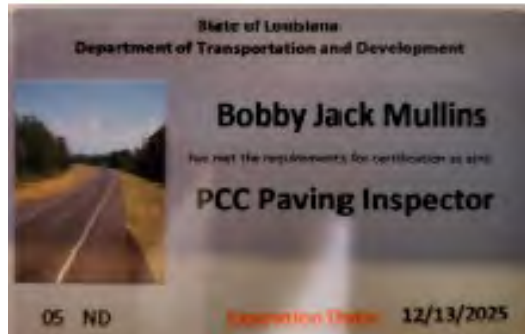 State of Louisiana
Department of Transportation and Development
Bobby Jack Mullins
has met the requirements for certification as a(n)
PCC Paving Inspector
05 ND Expiration Date: 12/13/2025